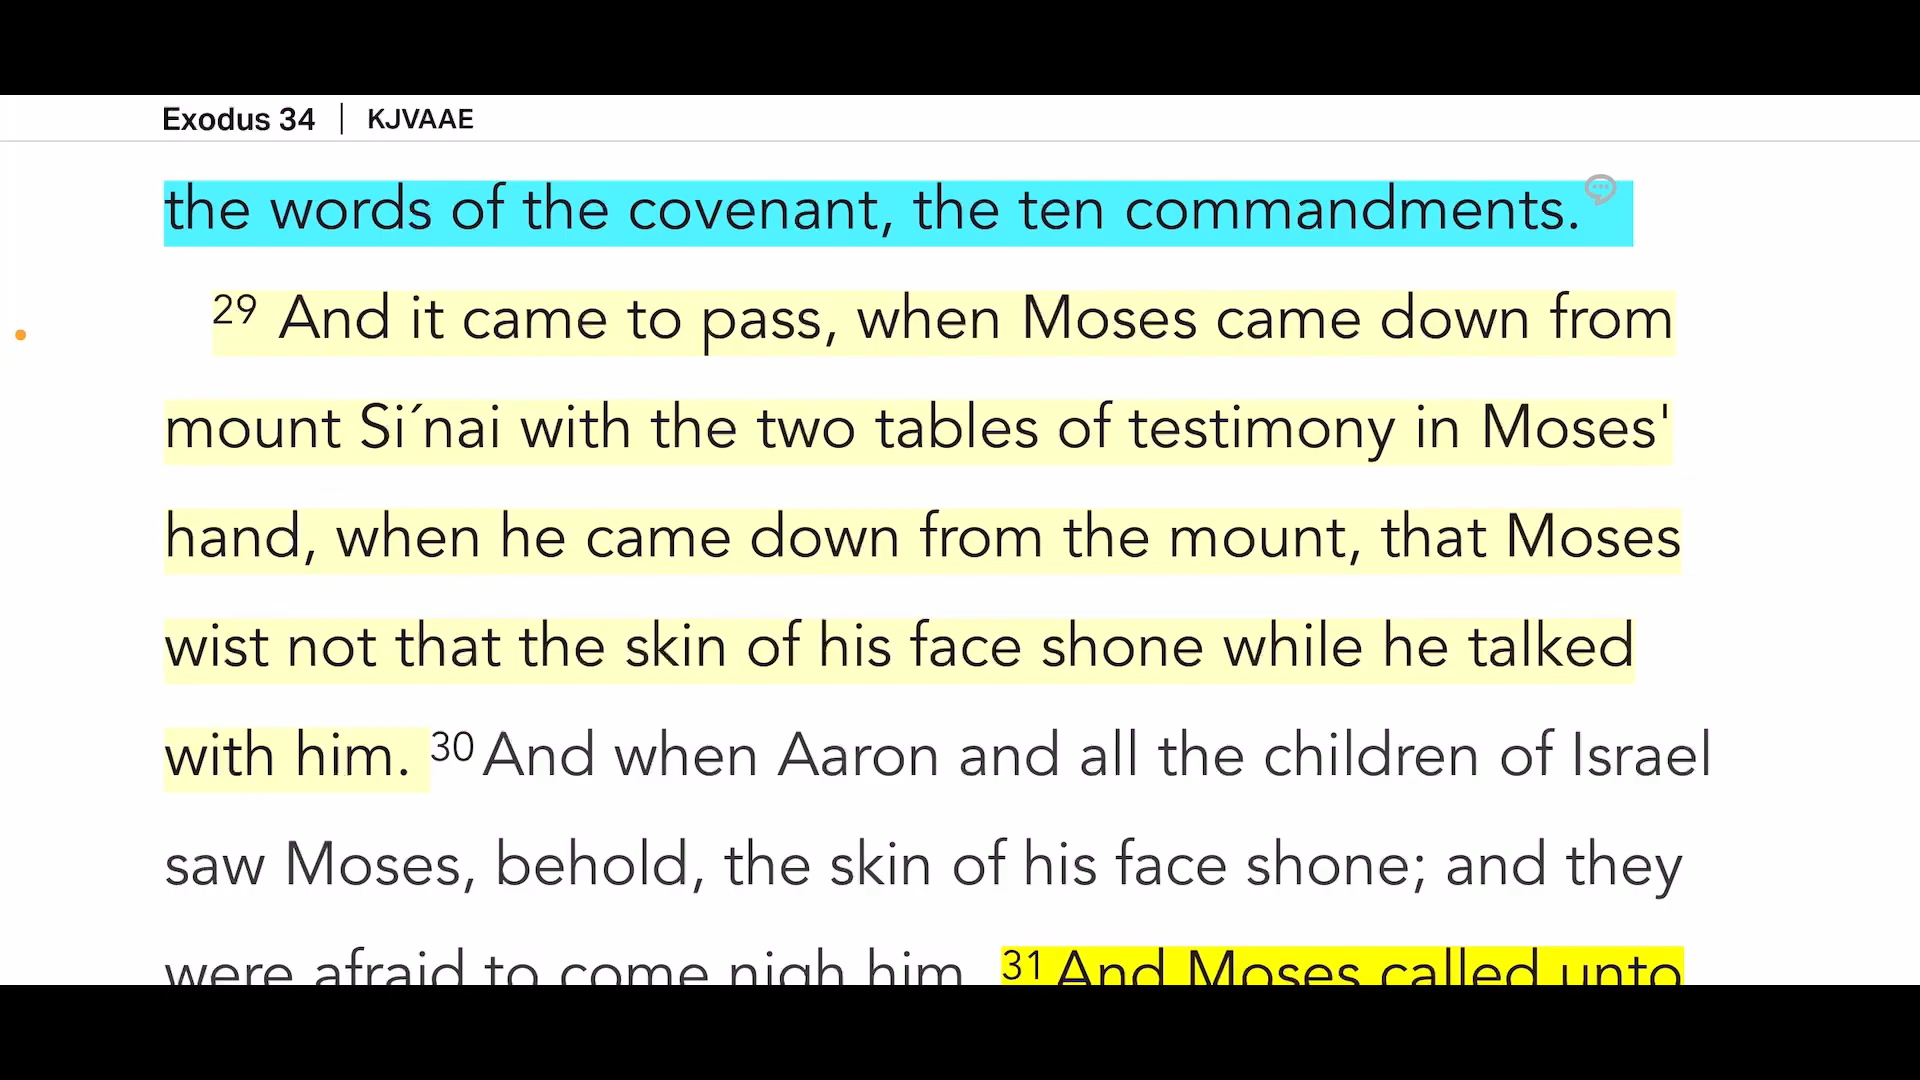 Exodus 34 | KJVAAE
the words of the covenant, the ten commandments.
29 And it came to pass, when Moses came down from
mount Si´nai with the two tables of testimony in Moses'
hand, when he came down from the mount, that Moses
wist not that the skin of his face shone while he talked
with him. 30 And when Aaron and all the children of Israel
saw Moses, behold, the skin of his face shone; and they
were afraid to come nigh him. 31 And Moses called unto